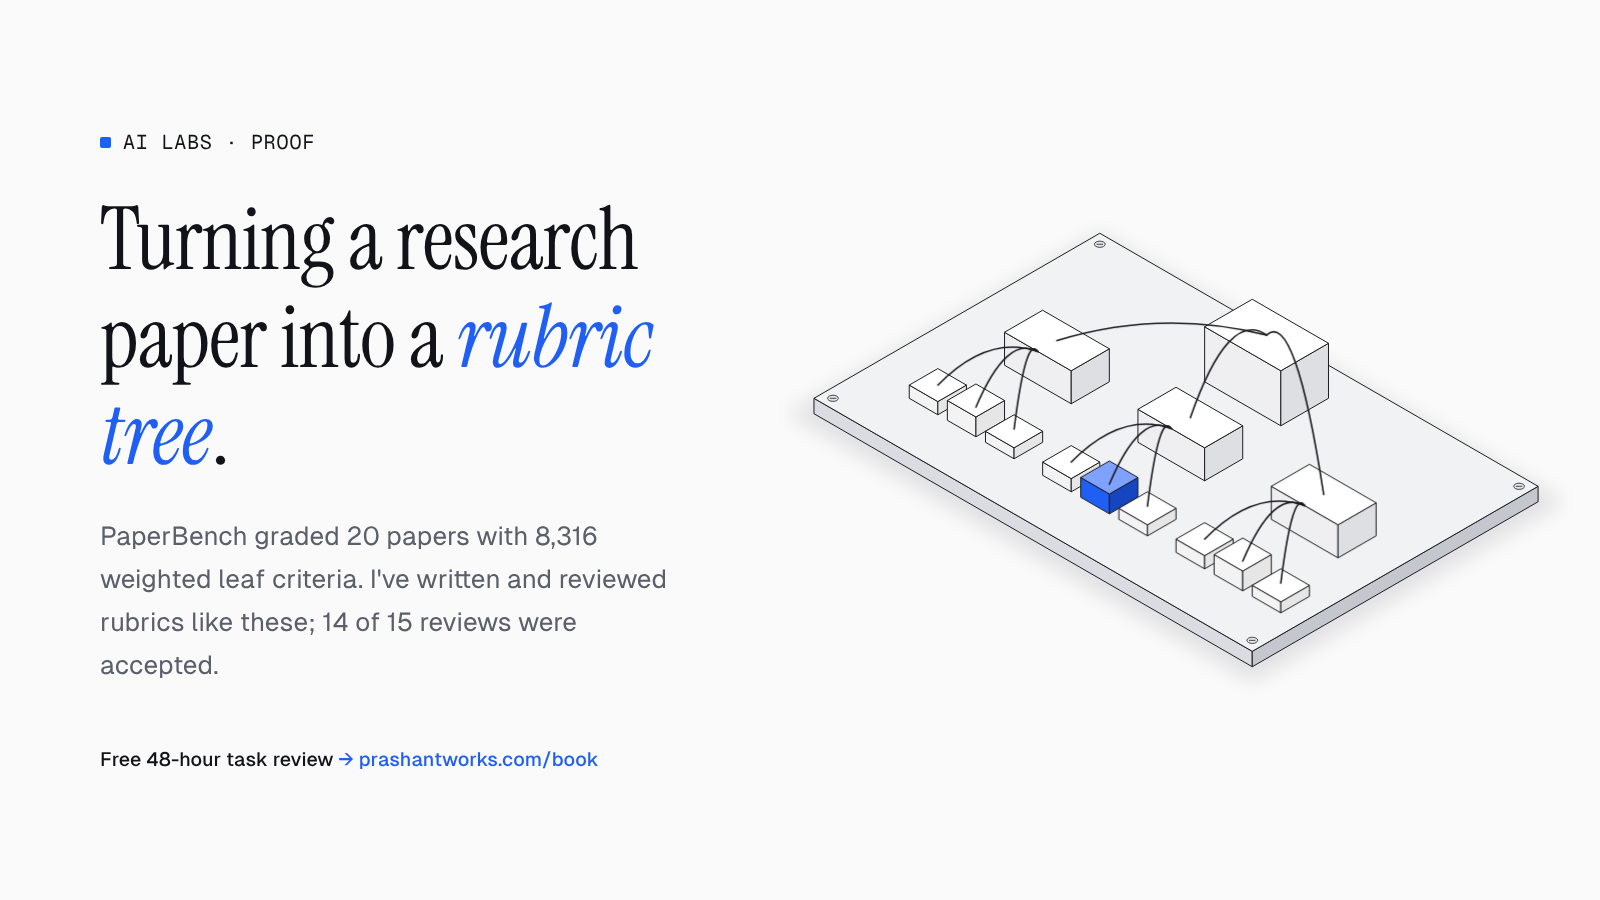 AI LABS · PROOF
Turning a research
paper into a rubric
tree.
PaperBench graded 20 papers with 8,316
weighted leaf criteria. I've written and reviewed
rubrics like these; 14 of 15 reviews were
accepted.
Free 48-hour task review → prashantworks.com/book